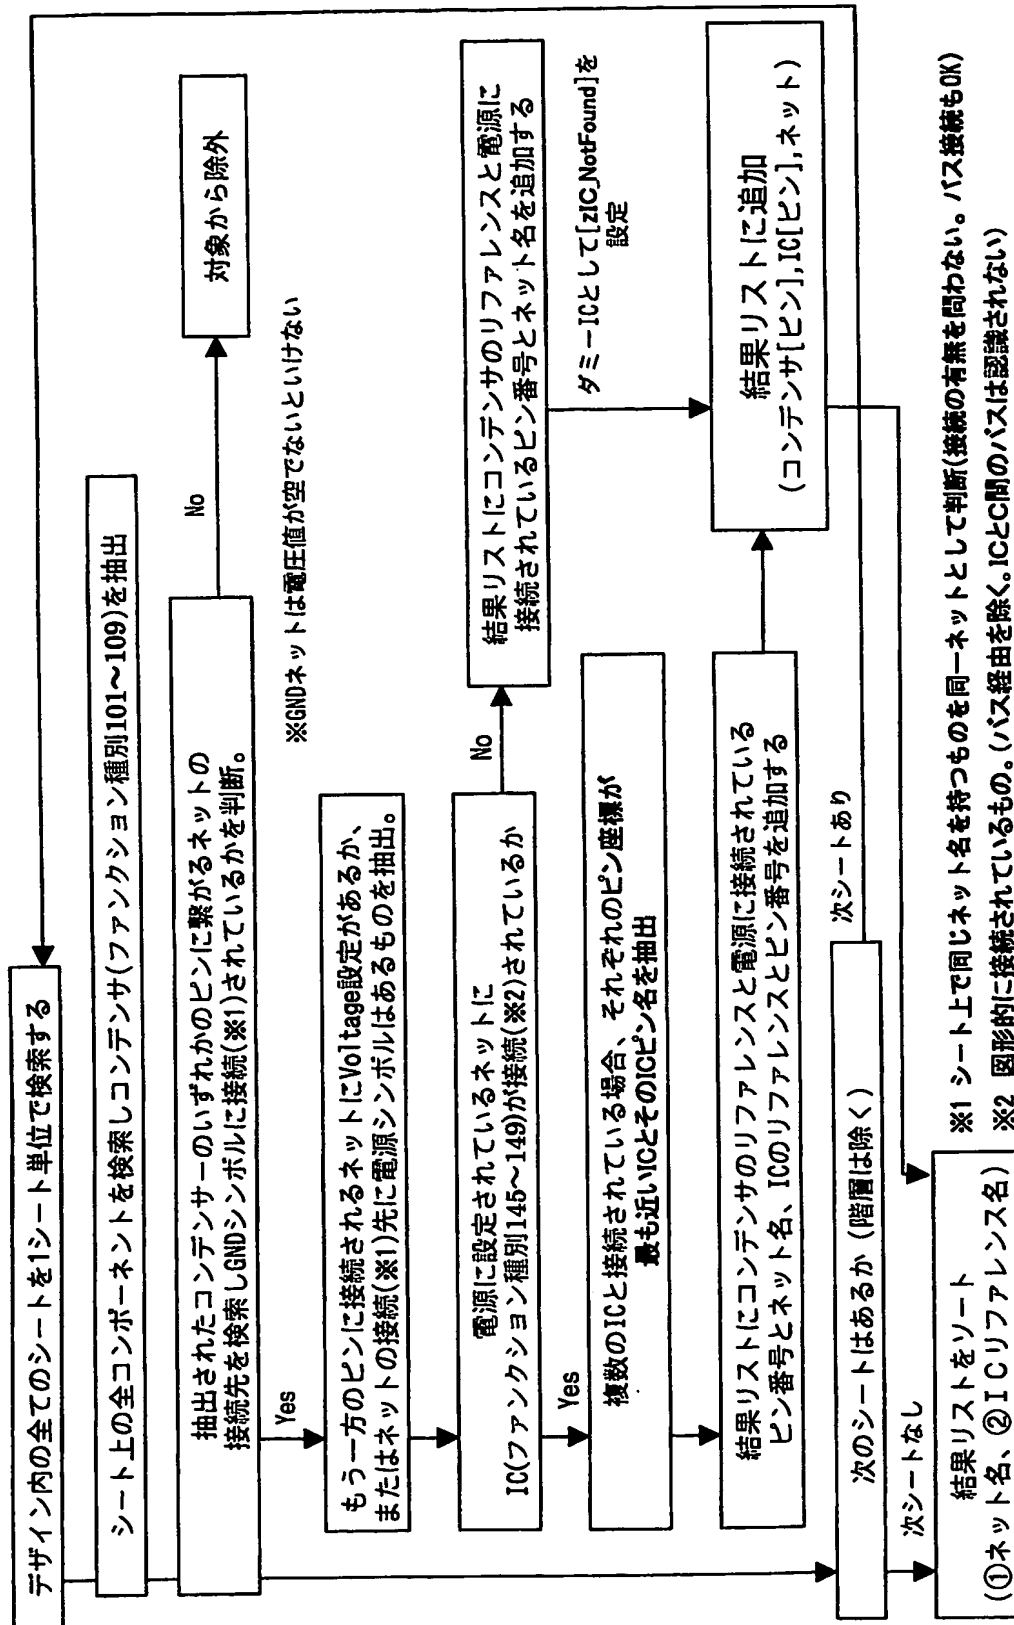 デザイン内の全てのシートを1シート単位で検索する
シート上の全コンポーネントを検索しコンデンサ(ファンクション種別101～109)を抽出
抽出されたコンデンサーのいずれかのピンに繋がるネットの
接続先を検索しGNDシンボルに接続(※1)されているかを判断。
No
対象から除外
※GNDネットは電圧値が空でないといけない
Yes
もう一方のピンに接続されるネットにVoltage設定があるか、
またはネットの接続(※1)先に電源シンボルはあるものを抽出。
電源に設定されているネットに
IC(ファンクション種別145～149)が接続(※2)されているか
No
結果リストにコンデンサのリファレンスと電源に
接続されているピン番号とネット名を追加する
ダミーICとして[zIC_NotFound]を
設定
Yes
複数のICと接続されている場合、それぞれのピン座標が
最も近いICとそのICピン名を抽出
結果リストにコンデンサのリファレンスと電源に接続されている
ピン番号とネット名、ICのリファレンスとピン番号を追加する
結果リストに追加
(コンデンサ[ピン],IC[ピン],ネット)
次のシートはあるか(階層は除く)
次シートあり
次シートなし
結果リストをソート
(①ネット名、②ICリファレンス名)
※1 シート上で同じネット名を持つものを同一ネットとして判断(接続の有無を問わない。バス接続もOK)
※2 図形的に接続されているもの。(バス経由を除く。ICとC間のバスは認識されない)